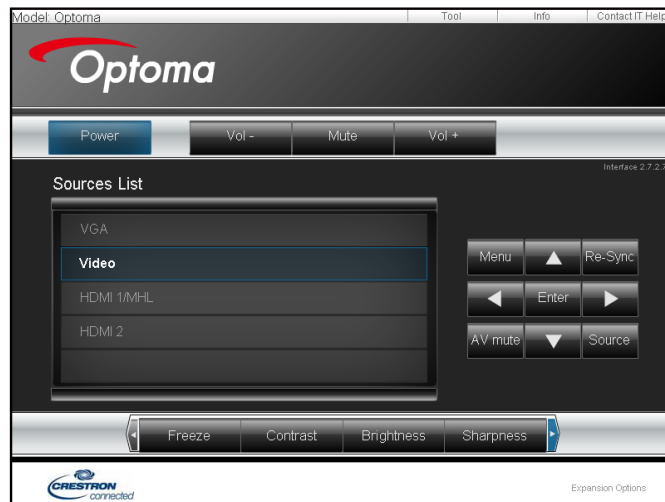 Model: Optoma Tool Info Contact IT Help
Optoma
Power Vol - Mute Vol +
Interface 2.7.2.7
Sources List
VGA
Video
HDMI 1/MHL
HDMI 2
Menu Re-Sync
Enter
AV mute Source
Freeze Contrast Brightness Sharpness
CRESTRON
connected
Expansion Options